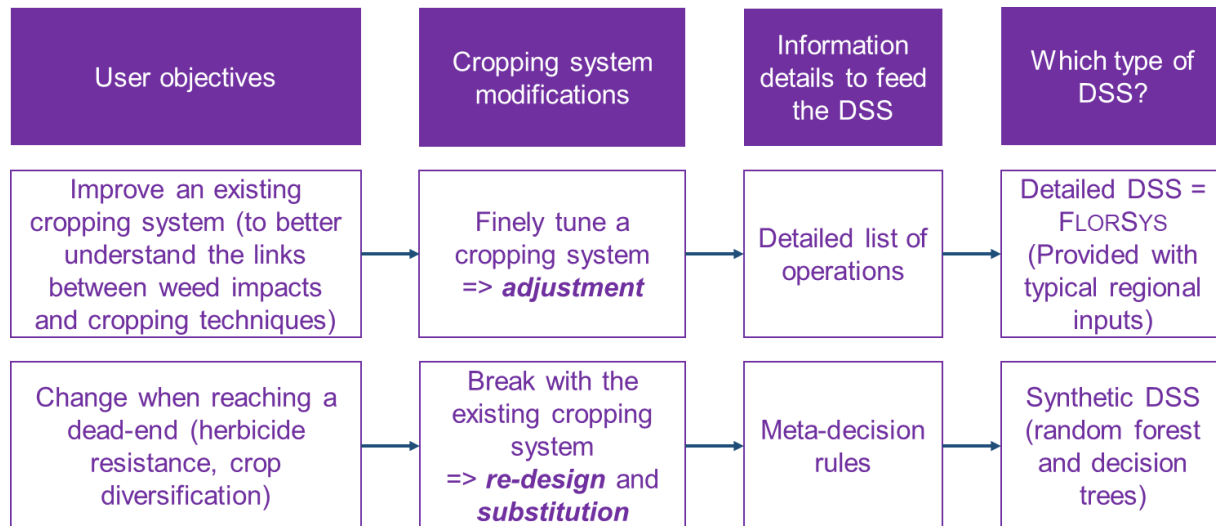 User objectives
Cropping system
modifications
Information
details to feed
the DSS
Which type of
DSS?
Improve an existing
cropping system (to better
understand the links
between weed impacts
and cropping techniques)
Finely tune a
cropping system
=> adjustment
Detailed list of
operations
Detailed DSS =
FLORSYS
(Provided with
typical regional
inputs)
Change when reaching a
dead-end (herbicide
resistance, crop
diversification)
Break with the
existing cropping
system
=> re-design and
substitution
Meta-decision
rules
Synthetic DSS
(random forest
and decision
trees)